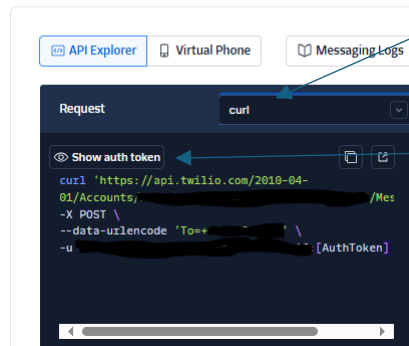 API Explorer Virtual Phone Messaging Logs
Request curl
Show auth token
curl 'https://api.twilio.com/2010-04-
01/Accounts/ /Mes
-X POST \
--data-urlencode 'To=+ ' \
-u :[AuthToken]